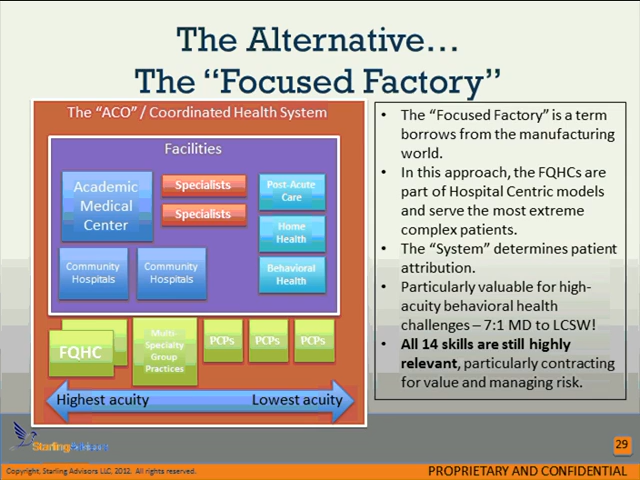 The Alternative...
The “Focused Factory”
The “ACO” / Coordinated Health System
Facilities
Academic
Medical
Center
Specialists
Specialists
Post-Acute
Care
Home
Health
Behavioral
Health
Community
Hospitals
Community
Hospitals
FQHC
Multi
Specialty
Group
Practices
PCPs
PCPs
PCPs
Highest acuity
Lowest acuity
• The “Focused Factory” is a term
borrows from the manufacturing
world.
• In this approach, the FQHCs are
part of Hospital Centric models
and serve the most extreme
complex patients.
• The “System” determines patient
attribution.
• Particularly valuable for high-
acuity behavioral health
challenges – 7:1 MD to LCSW!
• All 14 skills are still highly
relevant, particularly contracting
for value and managing risk.
Starling Advisors
29
Copyright, Starling Advisors LLC, 2012. All rights reserved.
PROPRIETARY AND CONFIDENTIAL